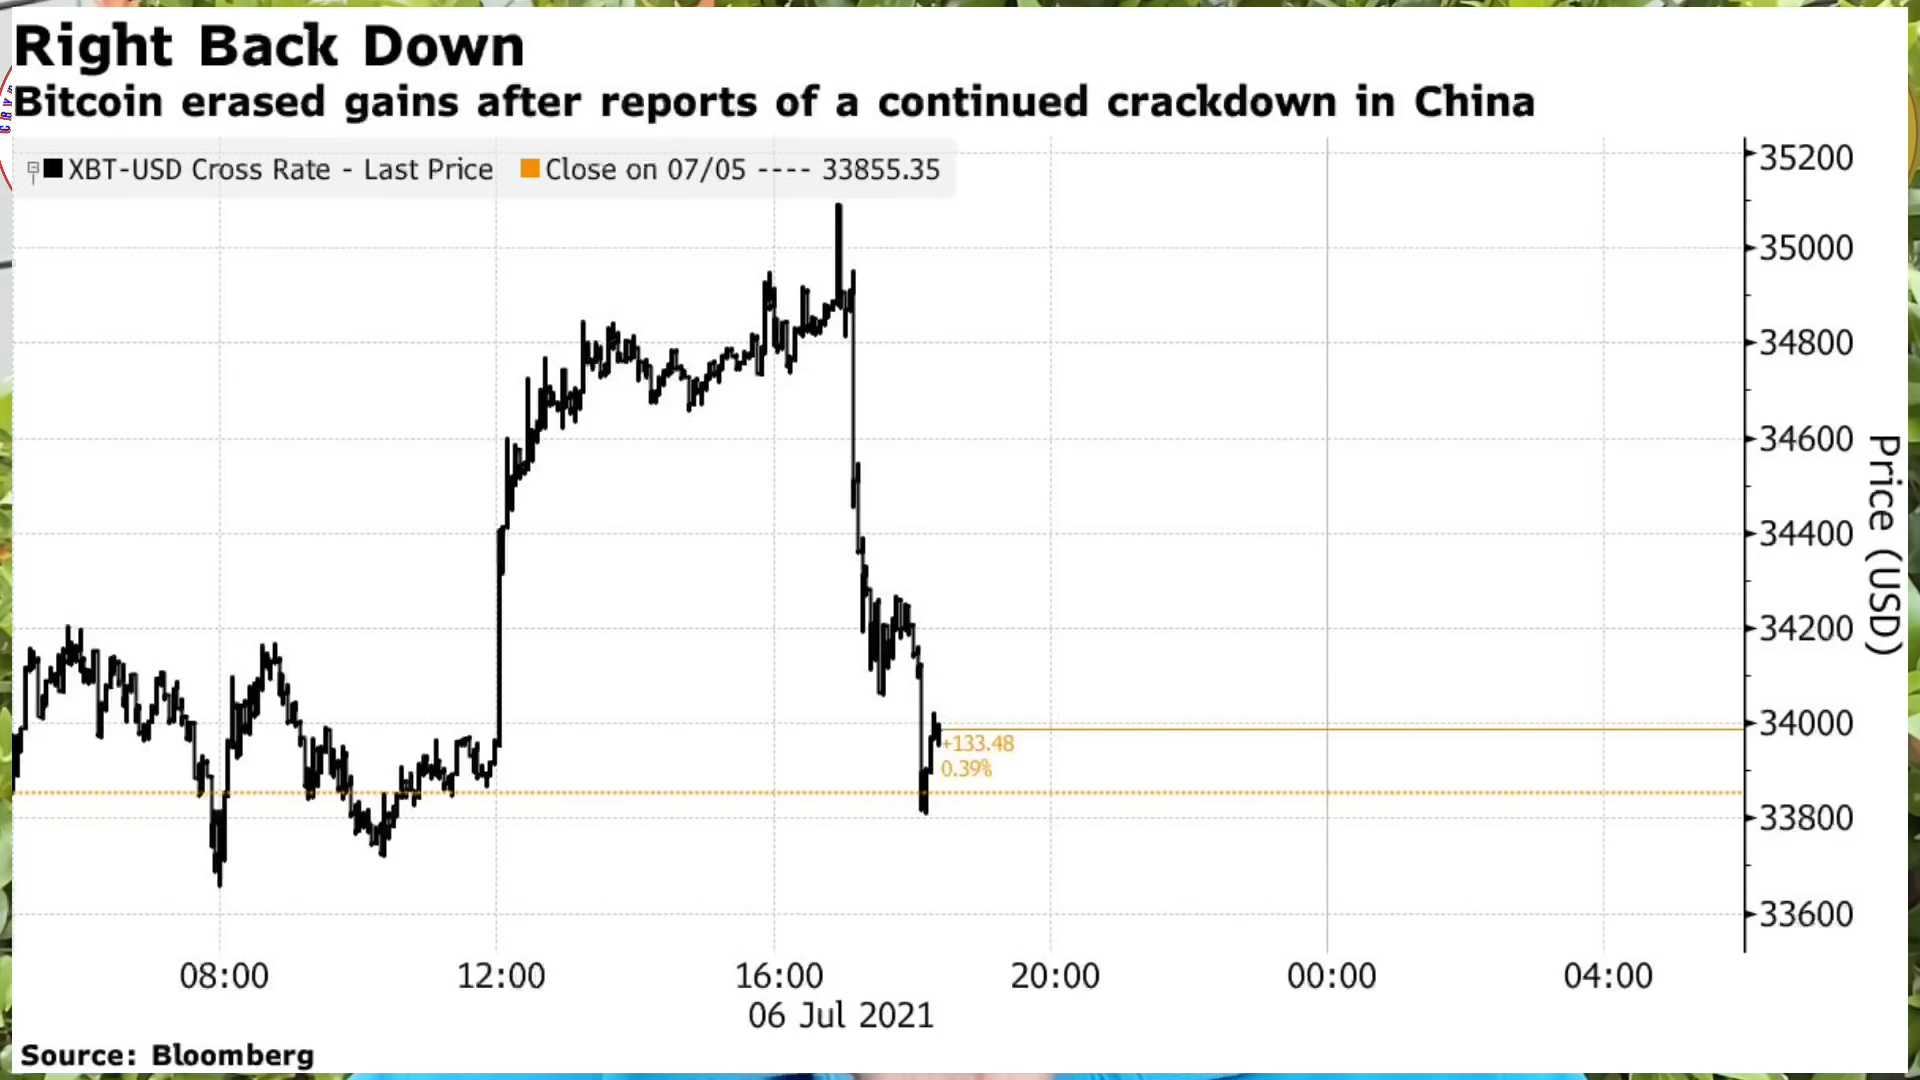 Right Back Down
Bitcoin erased gains after reports of a continued crackdown in China
XBT-USD Cross Rate - Last Price Close on 07/05 ---- 33855.35
35200
35000
34800
34600
34400
34200
34000
33800
33600
Price (USD)
+133.48
0.39%
08:00 12:00 16:00 20:00 00:00 04:00
06 Jul 2021
Source: Bloomberg